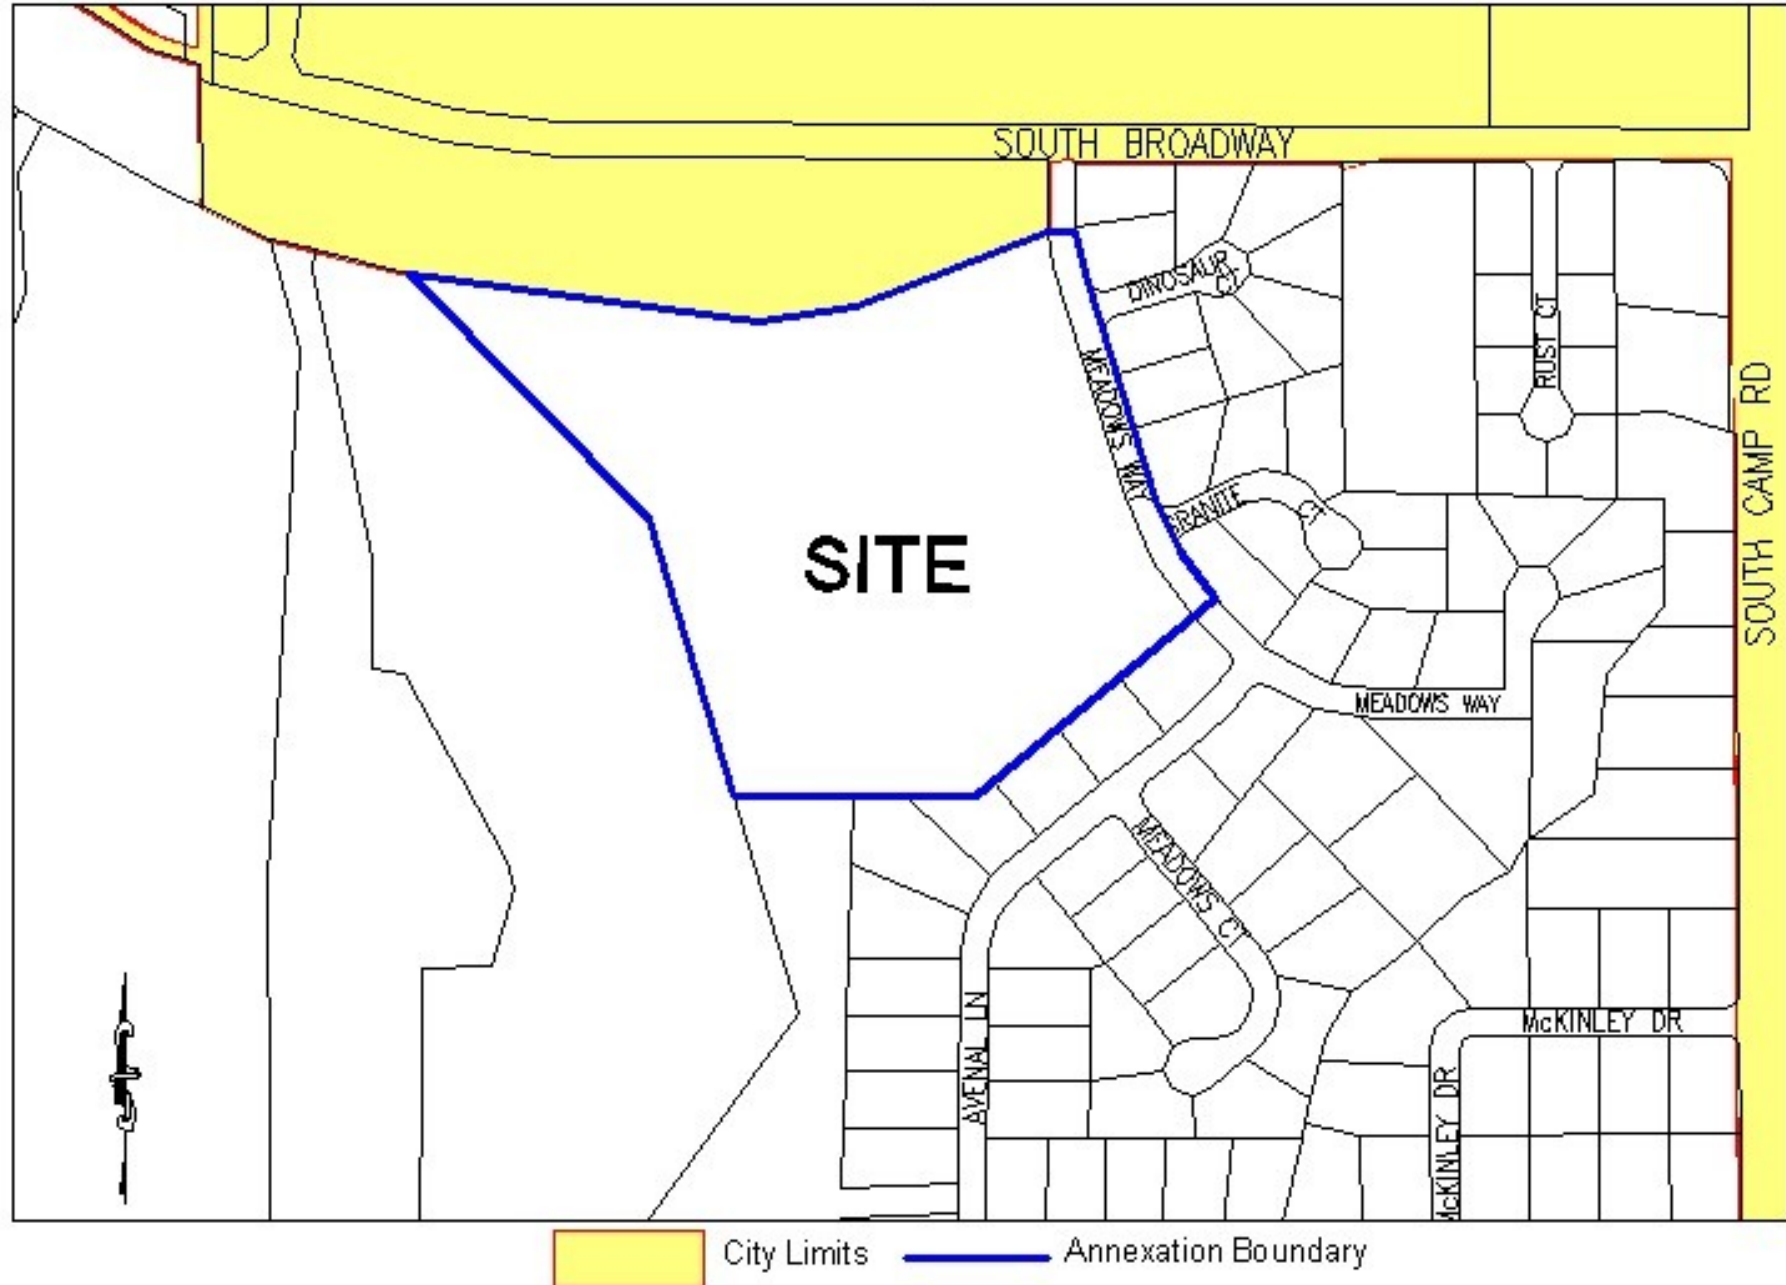 SOUTH BROADWAY
DINOSAUR CT
RUST CT
MEADOWS WAY
SOUTH CAMP RD
GRANITE CT
SITE
MEADOWS WAY
MEADOWS CT
AVENAL LN
McKINLEY DR
McKINLEY DR
City Limits
Annexation Boundary